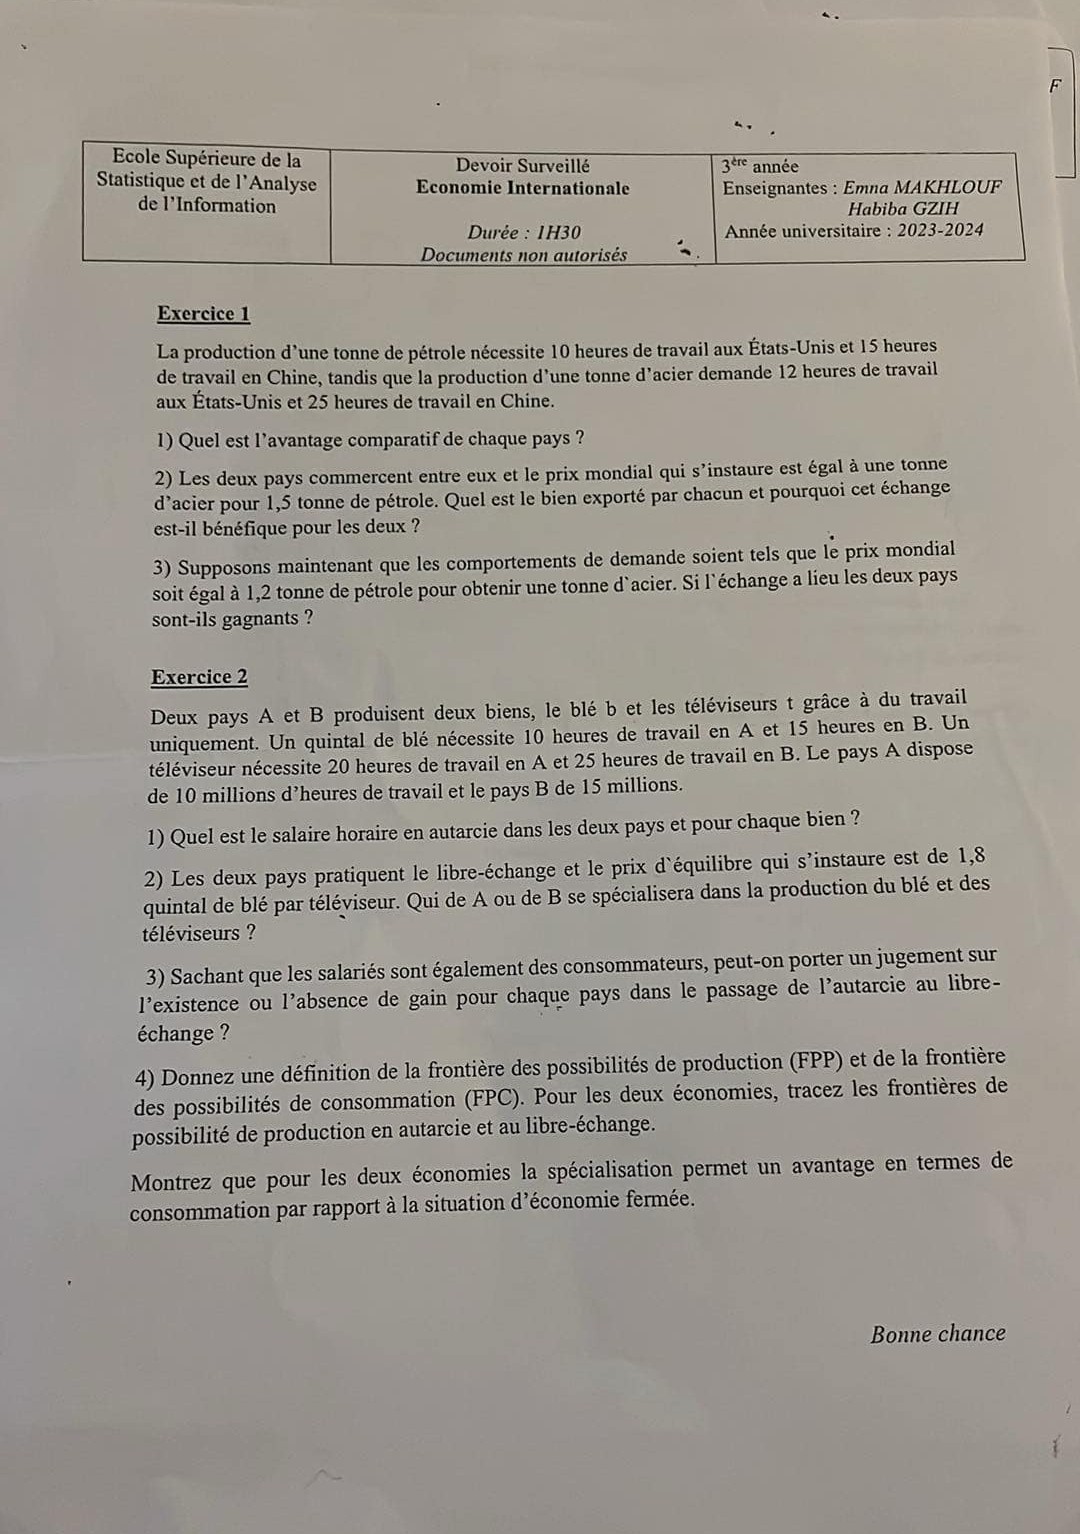 F
Ecole Supérieure de la
Statistique et de l'Analyse
de l'Information
Devoir Surveillé
Economie Internationale
Durée : 1H30
Documents non autorisés
3ère année
Enseignantes : Emna MAKHLOUF
Habiba GZIH
Année universitaire : 2023-2024
Exercice 1
La production d'une tonne de pétrole nécessite 10 heures de travail aux États-Unis et 15 heures
de travail en Chine, tandis que la production d'une tonne d'acier demande 12 heures de travail
aux États-Unis et 25 heures de travail en Chine.
1) Quel est l'avantage comparatif de chaque pays ?
2) Les deux pays commercent entre eux et le prix mondial qui s'instaure est égal à une tonne
d'acier pour 1,5 tonne de pétrole. Quel est le bien exporté par chacun et pourquoi cet échange
est-il bénéfique pour les deux ?
3) Supposons maintenant que les comportements de demande soient tels que le prix mondial
soit égal à 1,2 tonne de pétrole pour obtenir une tonne d`acier. Si l`échange a lieu les deux pays
sont-ils gagnants ?
Exercice 2
Deux pays A et B produisent deux biens, le blé b et les téléviseurs t grâce à du travail
uniquement. Un quintal de blé nécessite 10 heures de travail en A et 15 heures en B. Un
téléviseur nécessite 20 heures de travail en A et 25 heures de travail en B. Le pays A dispose
de 10 millions d'heures de travail et le pays B de 15 millions.
1) Quel est le salaire horaire en autarcie dans les deux pays et pour chaque bien ?
2) Les deux pays pratiquent le libre-échange et le prix d`équilibre qui s'instaure est de 1,8
quintal de blé par téléviseur. Qui de A ou de B se spécialisera dans la production du blé et des
téléviseurs ?
3) Sachant que les salariés sont également des consommateurs, peut-on porter un jugement sur
l'existence ou l'absence de gain pour chaque pays dans le passage de l'autarcie au libre-
échange ?
4) Donnez une définition de la frontière des possibilités de production (FPP) et de la frontière
des possibilités de consommation (FPC). Pour les deux économies, tracez les frontières de
possibilité de production en autarcie et au libre-échange.
Montrez que pour les deux économies la spécialisation permet un avantage en termes de
consommation par rapport à la situation d'économie fermée.
Bonne chance